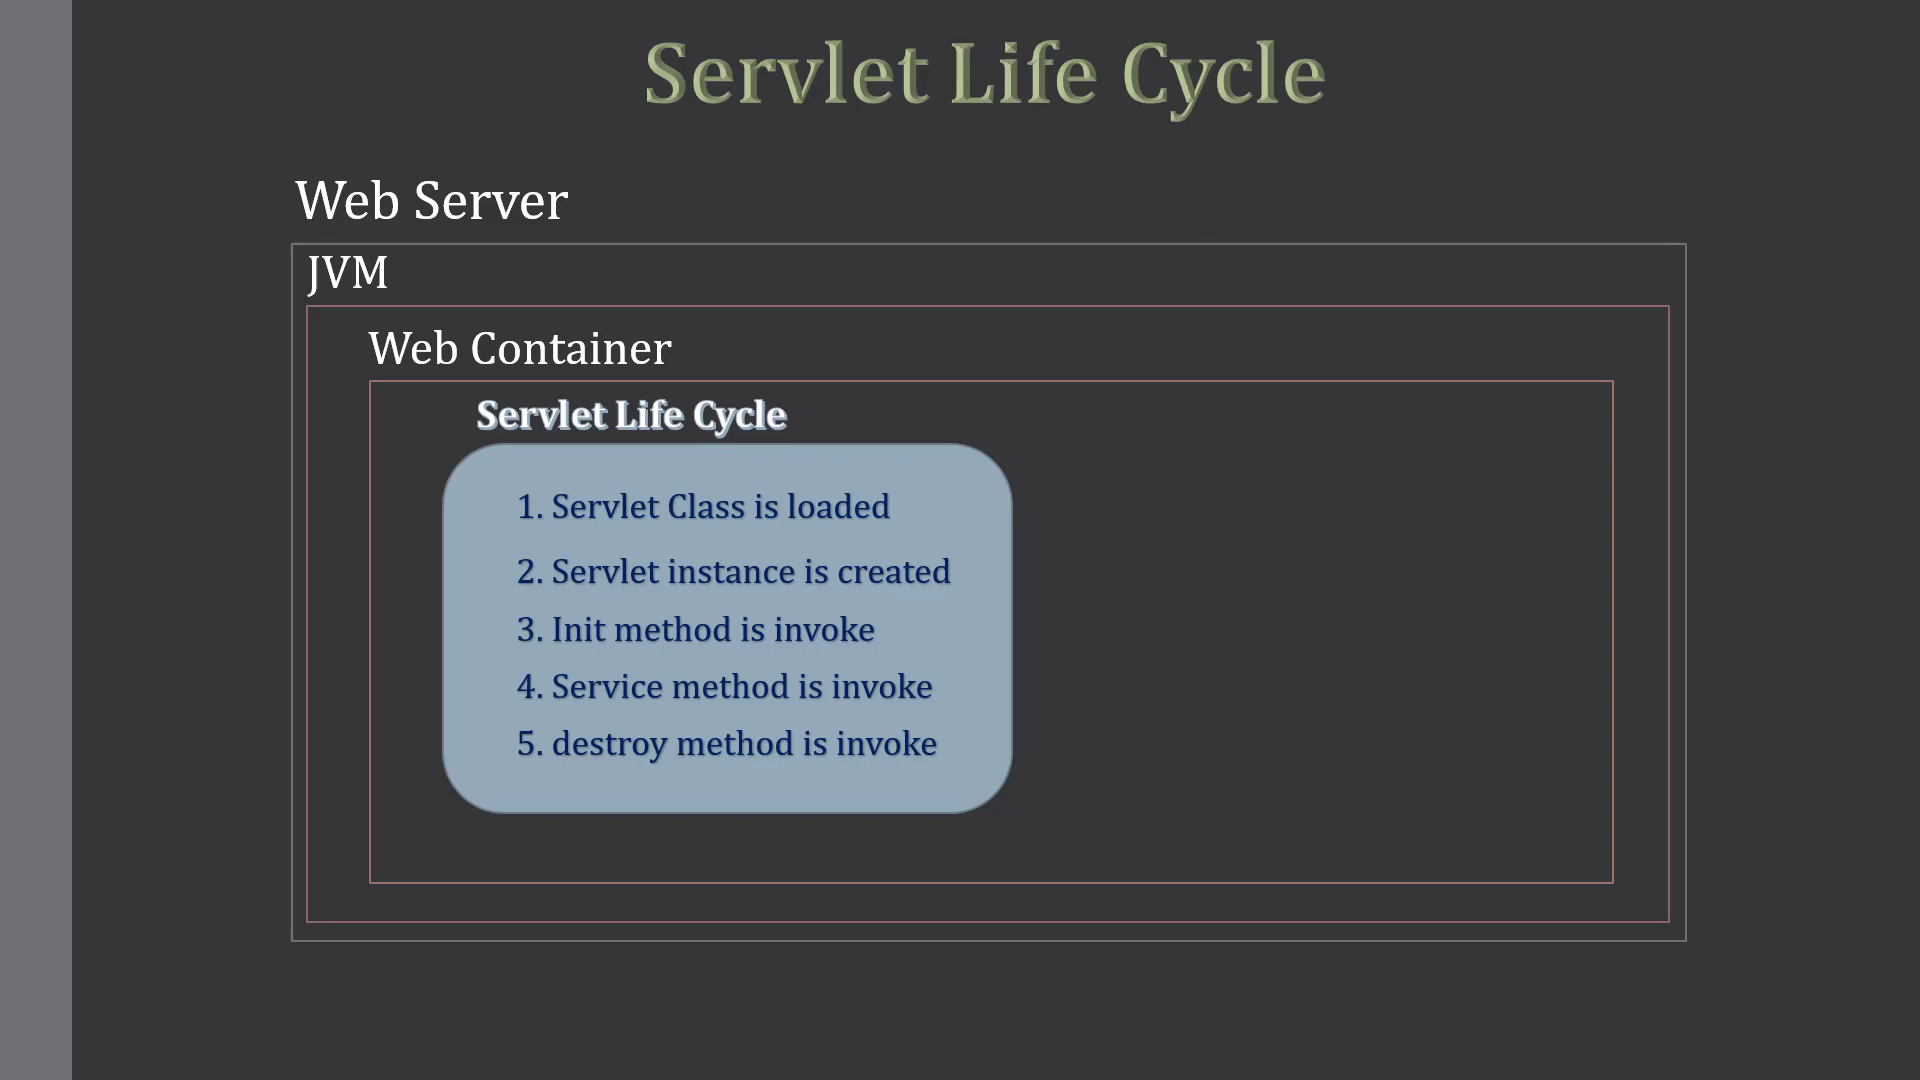 Servlet Life Cycle
Web Server
JVM
Web Container
Servlet Life Cycle
1. Servlet Class is loaded
2. Servlet instance is created
3. Init method is invoke
4. Service method is invoke
5. destroy method is invoke